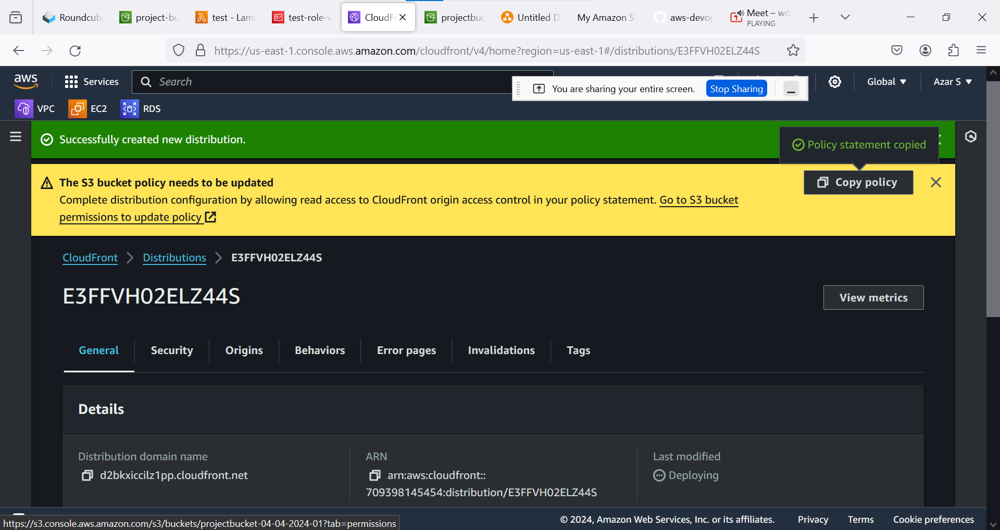 Roundcub
project-bu
test - Lam
test-role-v
CloudFr
projectbuc
Untitled D
My Amazon S3
aws-devop
Meet – wd
PLAYING
https://us-east-1.console.aws.amazon.com/cloudfront/v4/home?region=us-east-1#/distributions/E3FFVH02ELZ44S
aws
Services
Search
You are sharing your entire screen.
Stop Sharing
Global
Azar S
VPC
EC2
RDS
Successfully created new distribution.
Policy statement copied
The S3 bucket policy needs to be updated
Complete distribution configuration by allowing read access to CloudFront origin access control in your policy statement. Go to S3 bucket
permissions to update policy
Copy policy
CloudFront
Distributions
E3FFVH02ELZ44S
E3FFVH02ELZ44S
View metrics
General
Security
Origins
Behaviors
Error pages
Invalidations
Tags
Details
Distribution domain name
d2bkxiccilz1pp.cloudfront.net
ARN
arn:aws:cloudfront::
709398145454:distribution/E3FFVH02ELZ44S
Last modified
Deploying
https://s3.console.aws.amazon.com/s3/buckets/projectbucket-04-04-2024-01?tab=permissions
© 2024, Amazon Web Services, Inc. or its affiliates.
Privacy
Terms
Cookie preferences